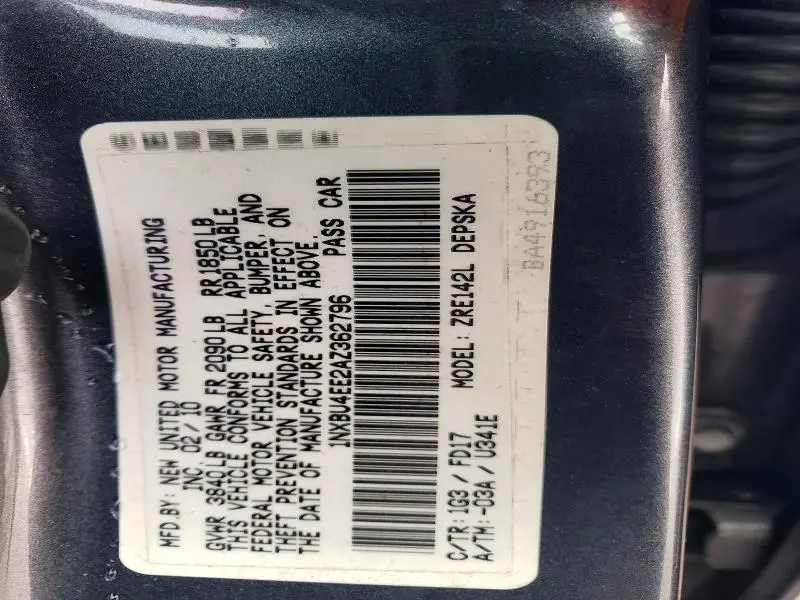 MFD.BY: NEW UNITED MOTOR MANUFACTURING
INC. 02/10
GVWR 3840LB GAWR FR 2090LB RR1850LB
THIS VEHICLE CONFORMS TO ALL APPLICABLE
FEDERAL MOTOR VEHICLE SAFETY, BUMPER, AND
THEFT PREVENTION STANDARDS IN EFFECT ON
THE DATE OF MANUFACTURE SHOWN ABOVE.
1NXBU4EE2AZ362796 PASS CAR
C/TR: 1G3 / FD17 MODEL: ZRE142L DEPSKA
A/TM: -03A / U341E
BA4916393